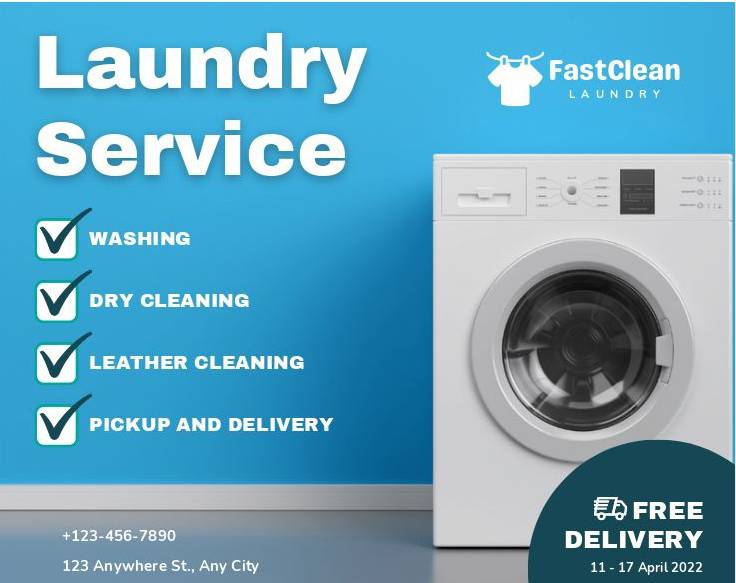 Laundry
Service
FastClean
LAUNDRY
WASHING
DRY CLEANING
LEATHER CLEANING
PICKUP AND DELIVERY
FREE
DELIVERY
11 - 17 April 2022
+123-456-7890
123 Anywhere St., Any City